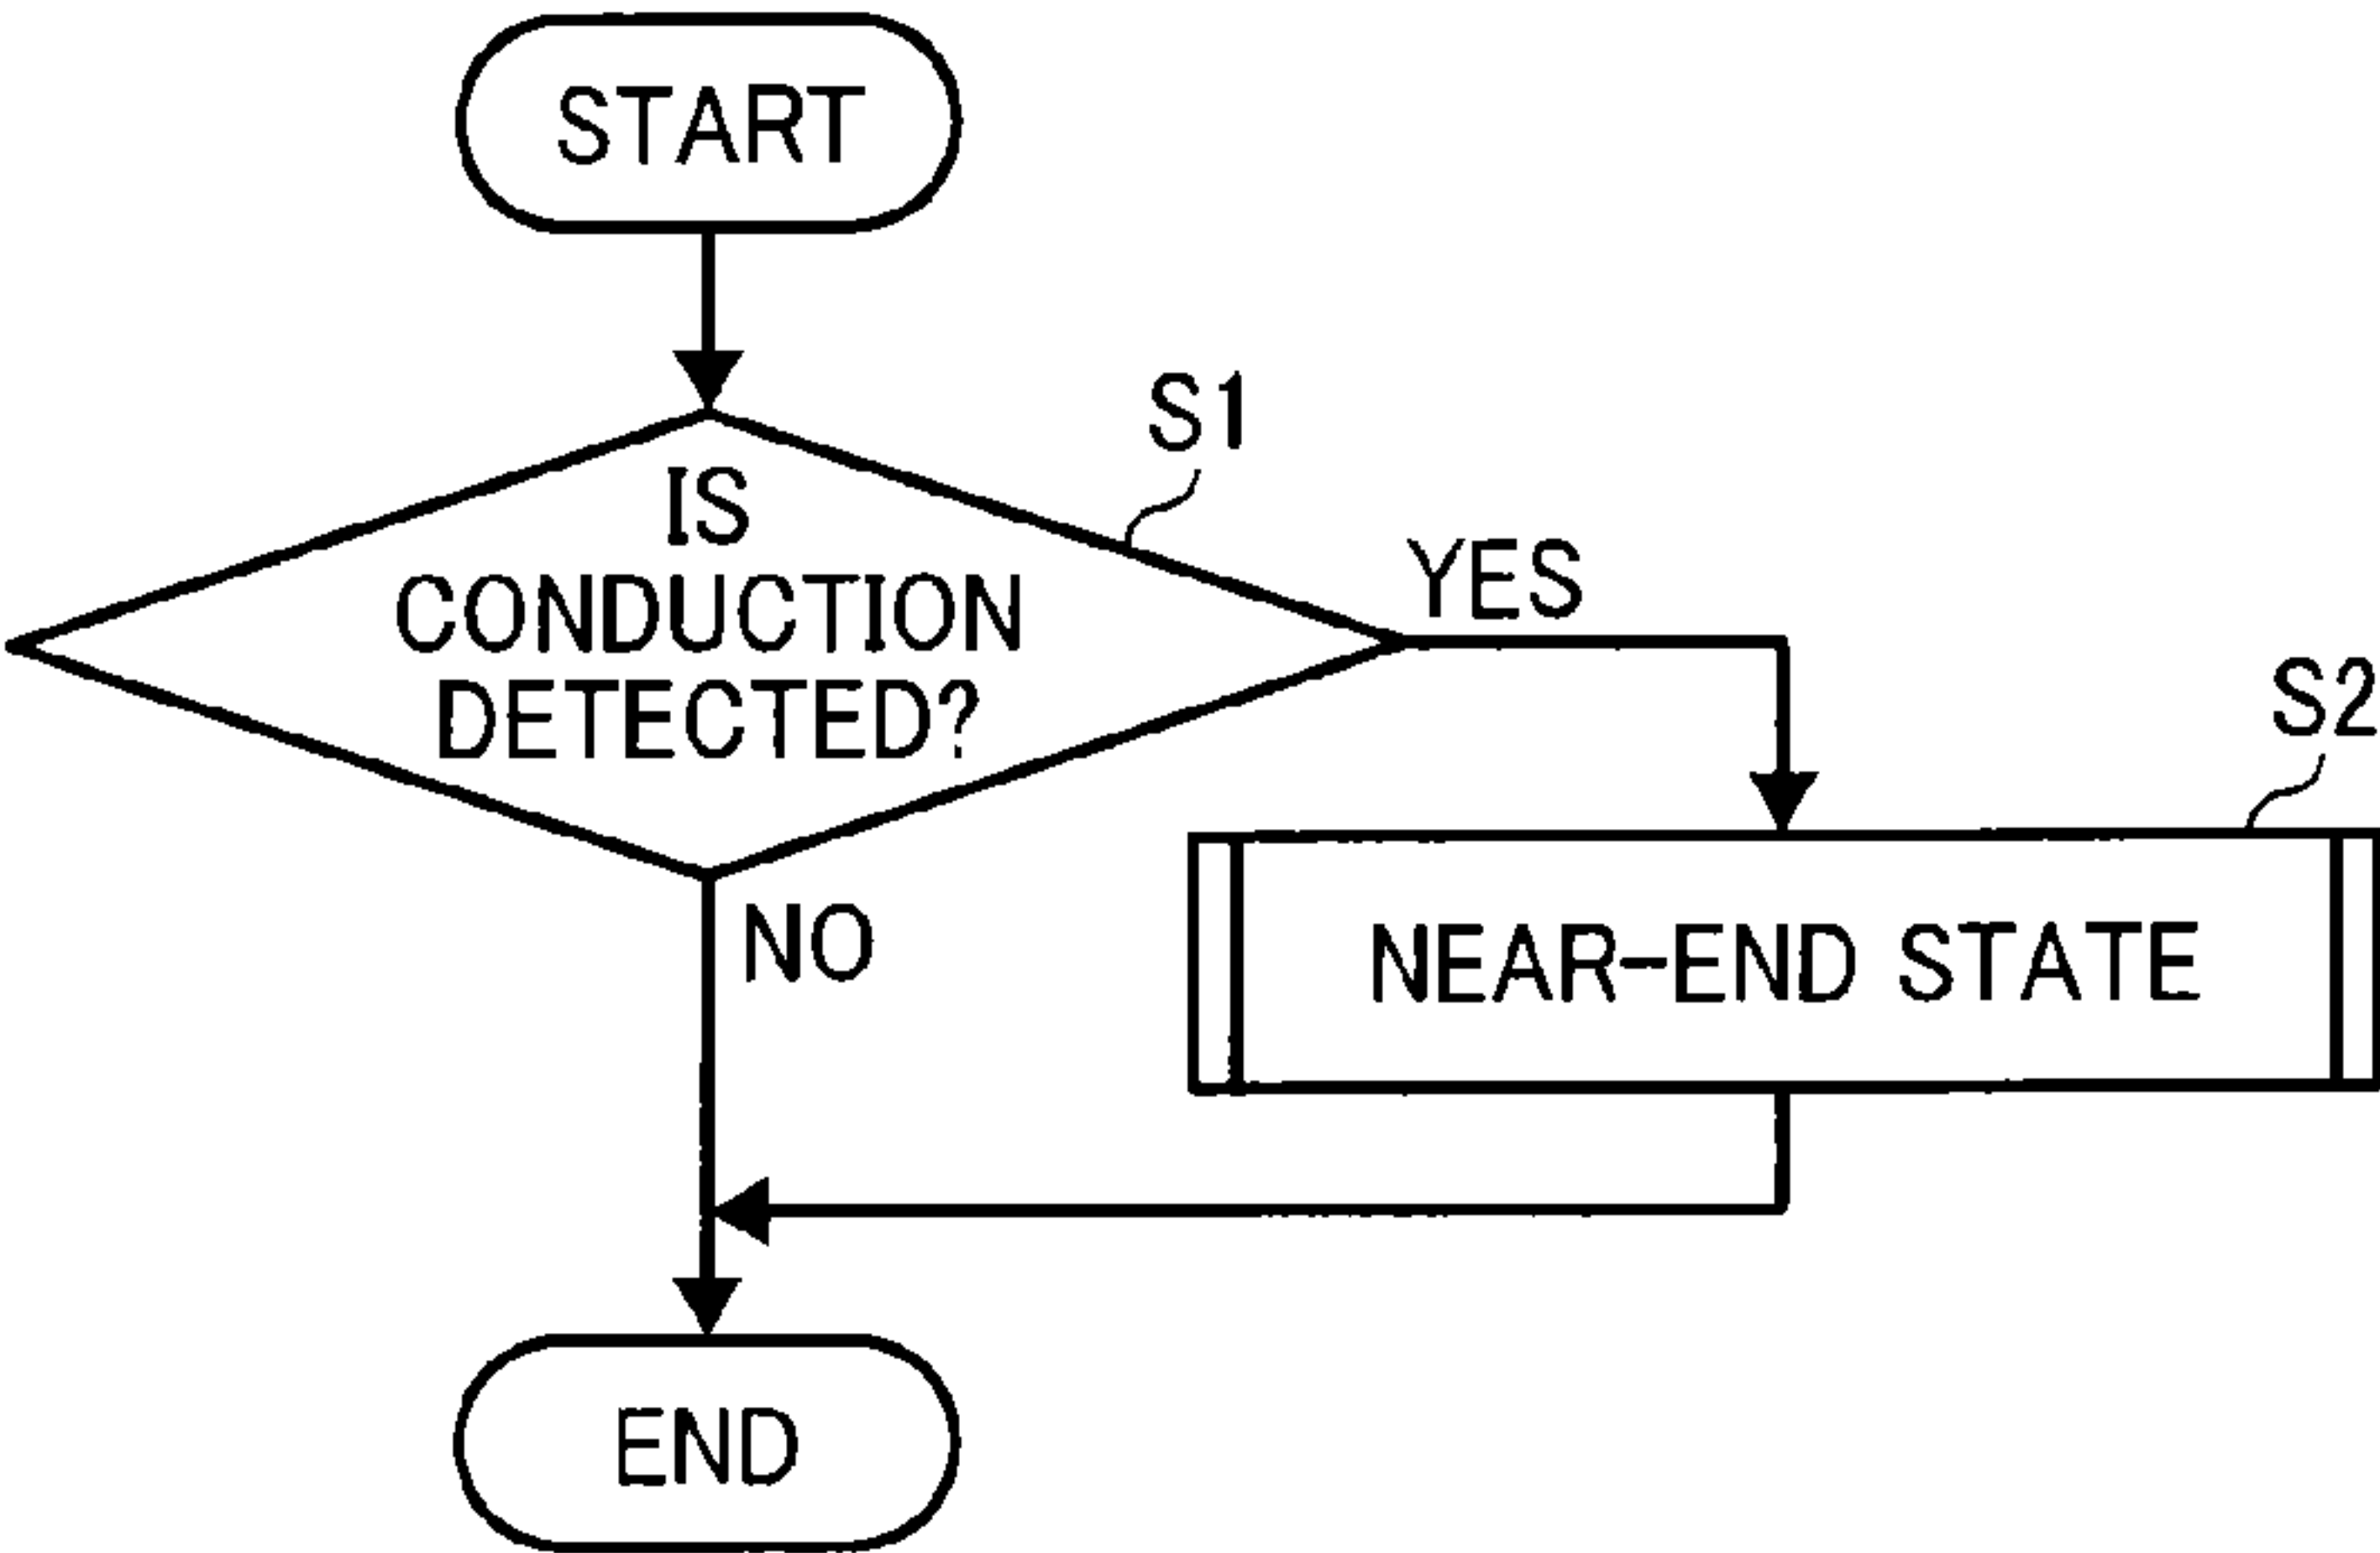 START
S1
IS
CONDUCTION
DETECTED?
YES
S2
NO
NEAR-END STATE
END